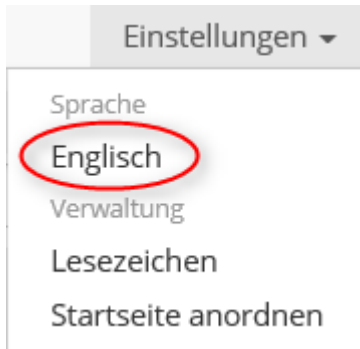 Einstellungen
Sprache
Englisch
Verwaltung
Lesezeichen
Startseite anordnen